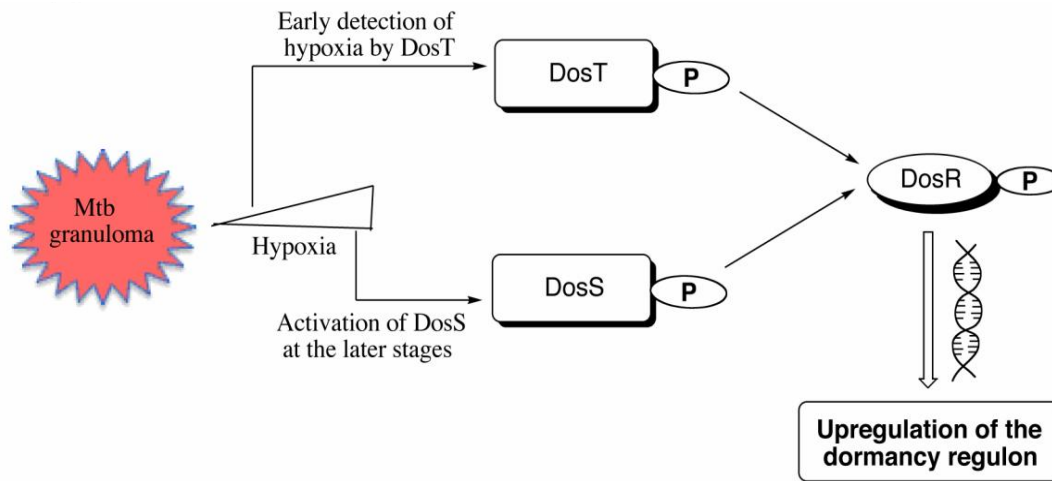 Early detection of
hypoxia by DosT
DosT
P
Mtb
granuloma
Hypoxia
DosR
P
DosS
P
Activation of DosS
at the later stages
Upregulation of the
dormancy regulon